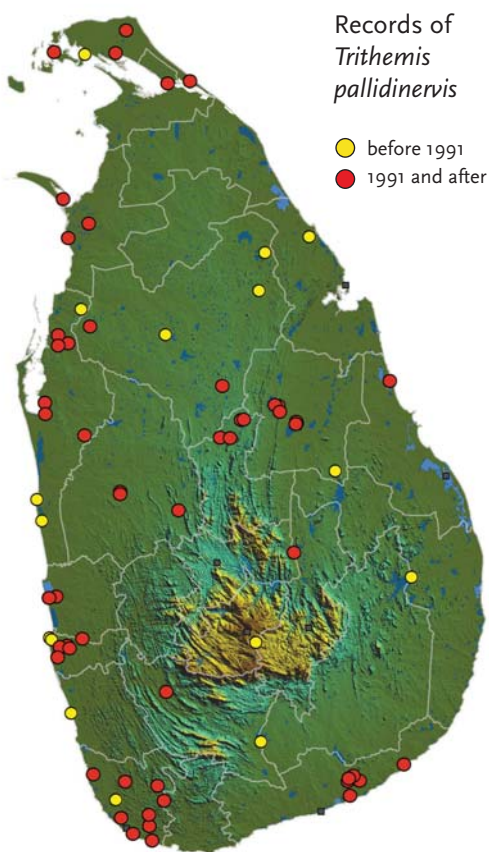 Records of
Trithemis
pallidinervis
before 1991
1991 and after